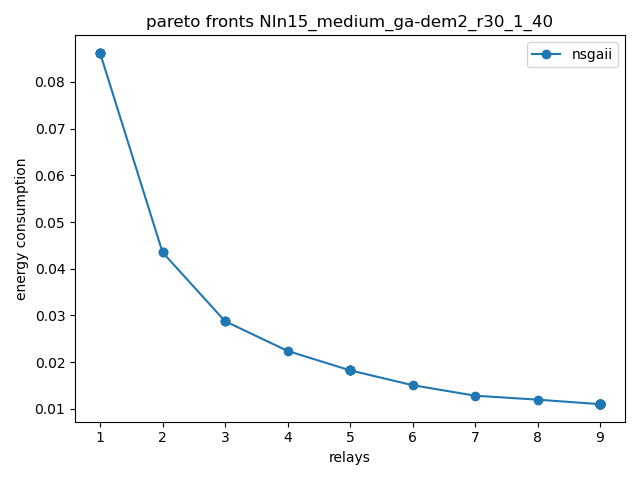 pareto fronts NIn15_medium_ga-dem2_r30_1_40
nsgaii
energy consumption
0.08
0.07
0.06
0.05
0.04
0.03
0.02
0.01
1 2 3 4 5 6 7 8 9
relays